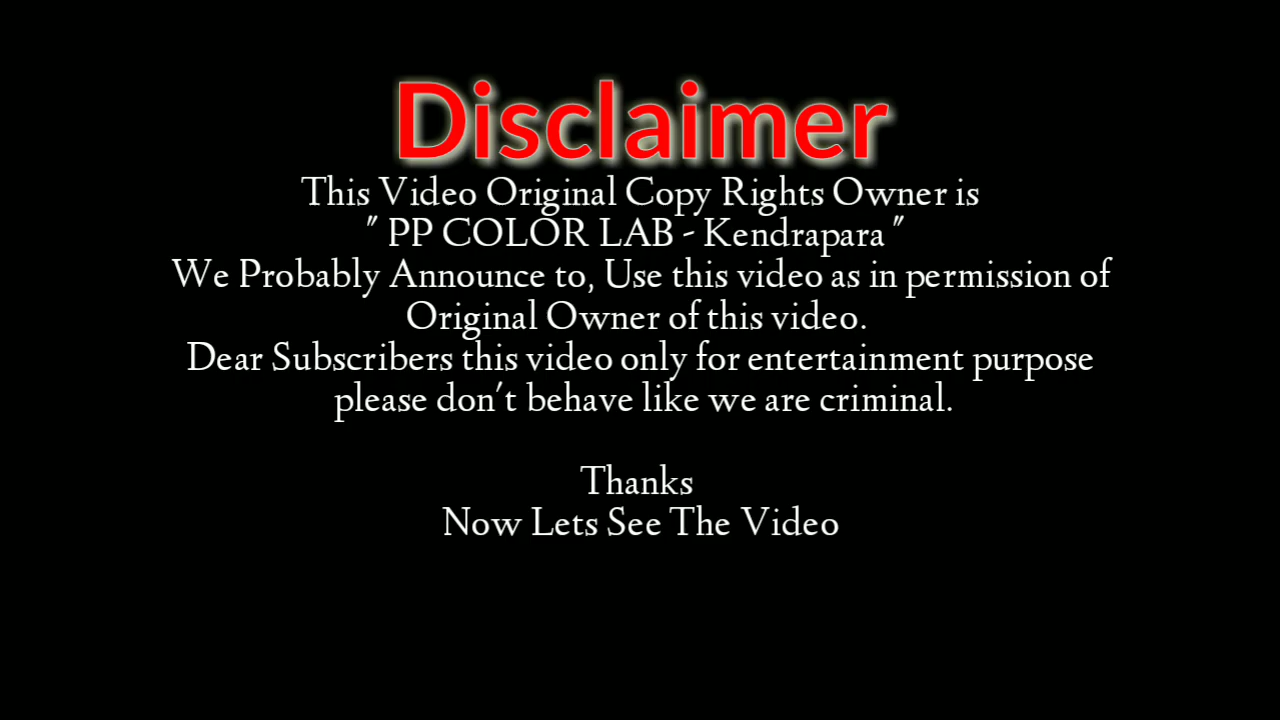 Disclaimer
This Video Original Copy Rights Owner is
" PP COLOR LAB - Kendrapara "
We Probably Announce to, Use this video as in permission of
Original Owner of this video.
Dear Subscribers this video only for entertainment purpose
please don't behave like we are criminal.
Thanks
Now Lets See The Video